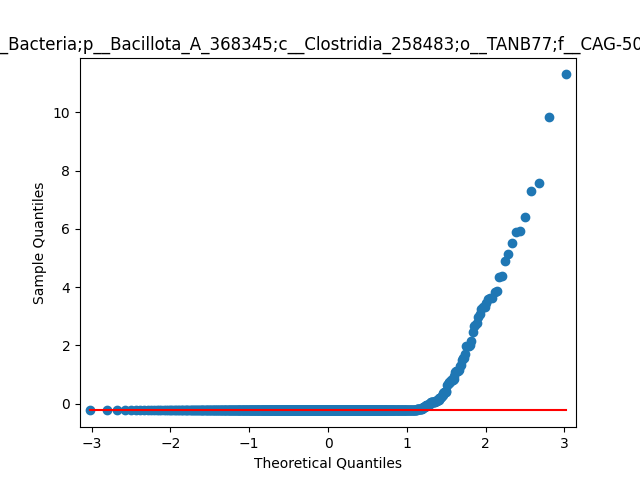 _Bacteria;p__Bacillota_A_368345;c__Clostridia_258483;o__TANB77;f__CAG-50
10
8
6
4
2
0
Sample Quantiles
−3 −2 −1 0 1 2 3
Theoretical Quantiles